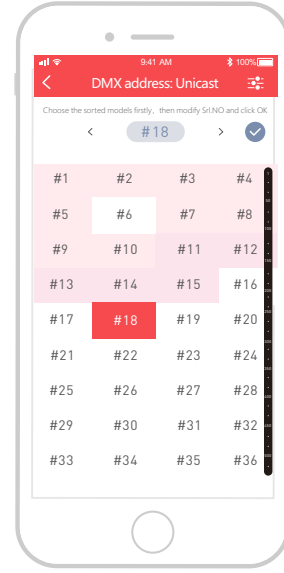 9:41 AM 100%
DMX address: Unicast
Choose the sorted models firstly, then modify Srl.NO and click OK
< #18 >
#1 #2 #3 #4
#5 #6 #7 #8
#9 #10 #11 #12
#13 #14 #15 #16
#17 #18 #19 #20
#21 #22 #23 #24
#25 #26 #27 #28
#29 #30 #31 #32
#33 #34 #35 #36